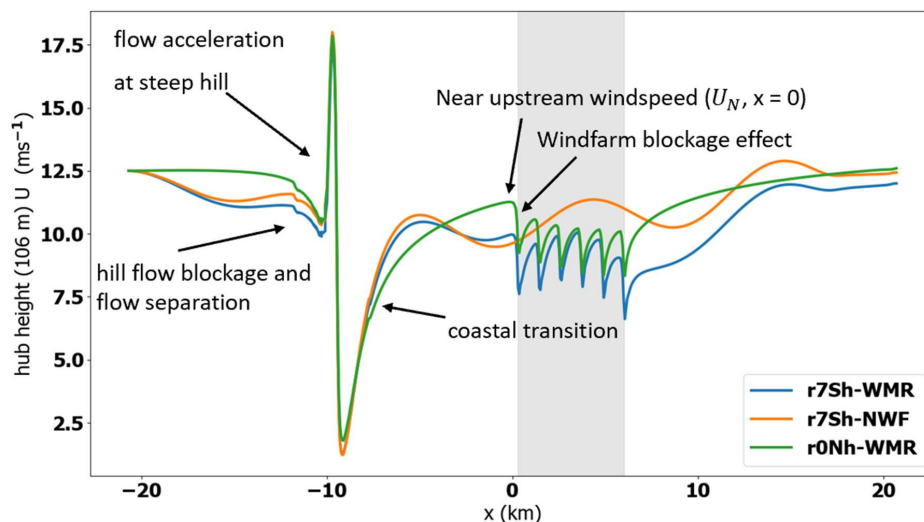 flow acceleration
at steep hill
Near upstream windspeed (U_N, x = 0)
Windfarm blockage effect
hill flow blockage and
flow separation
coastal transition
hub height (106 m) U (ms⁻¹)
17.5
15.0
12.5
10.0
7.5
5.0
2.5
−20
−10
0
10
20
x (km)
r7Sh-WMR
r7Sh-NWF
r0Nh-WMR